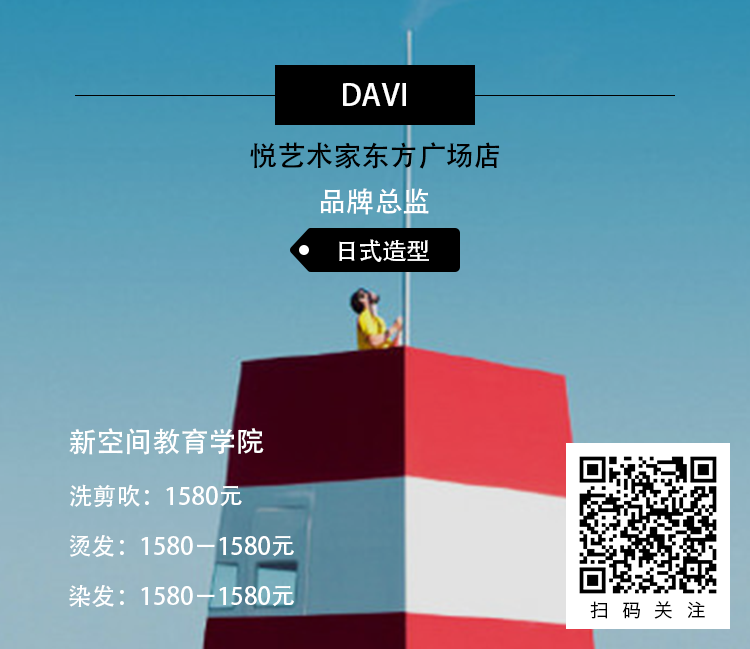 DAVI
悦艺术家东方广场店
品牌总监
日式造型
新空间教育学院
洗剪吹：1580元
烫发：1580－1580元
染发：1580－1580元
扫码关注